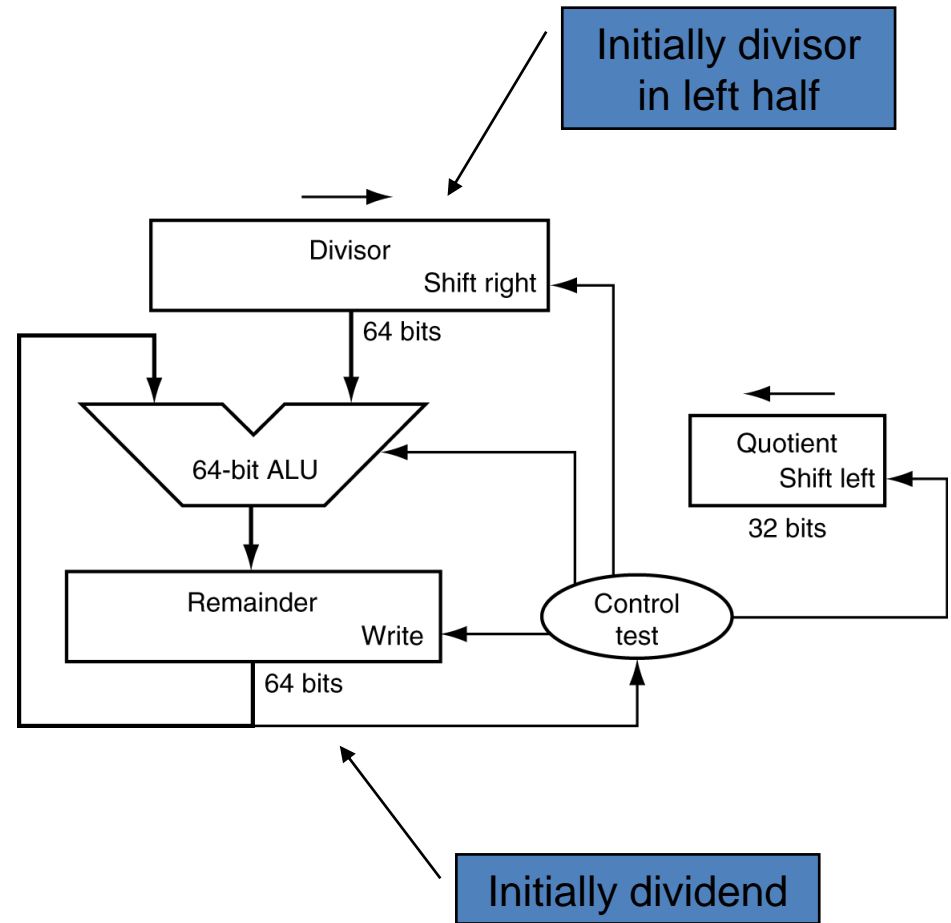 Initially divisor
in left half
Divisor
Shift right
64 bits
64-bit ALU
Quotient
Shift left
32 bits
Remainder
Write
Control
test
64 bits
Initially dividend